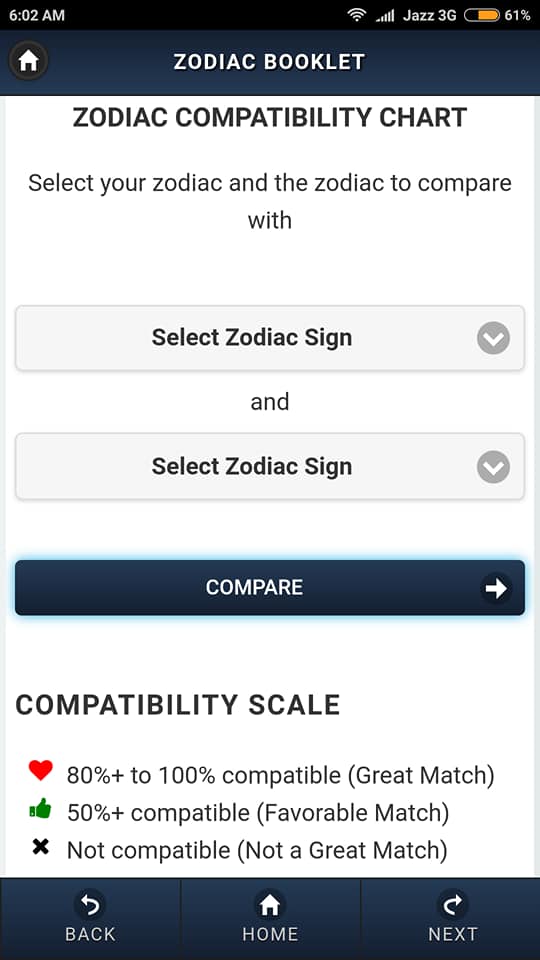 6:02 AM Jazz 3G 61%
ZODIAC BOOKLET
ZODIAC COMPATIBILITY CHART
Select your zodiac and the zodiac to compare
with
Select Zodiac Sign
and
Select Zodiac Sign
COMPARE
COMPATIBILITY SCALE
80%+ to 100% compatible (Great Match)
50%+ compatible (Favorable Match)
Not compatible (Not a Great Match)
BACK HOME NEXT